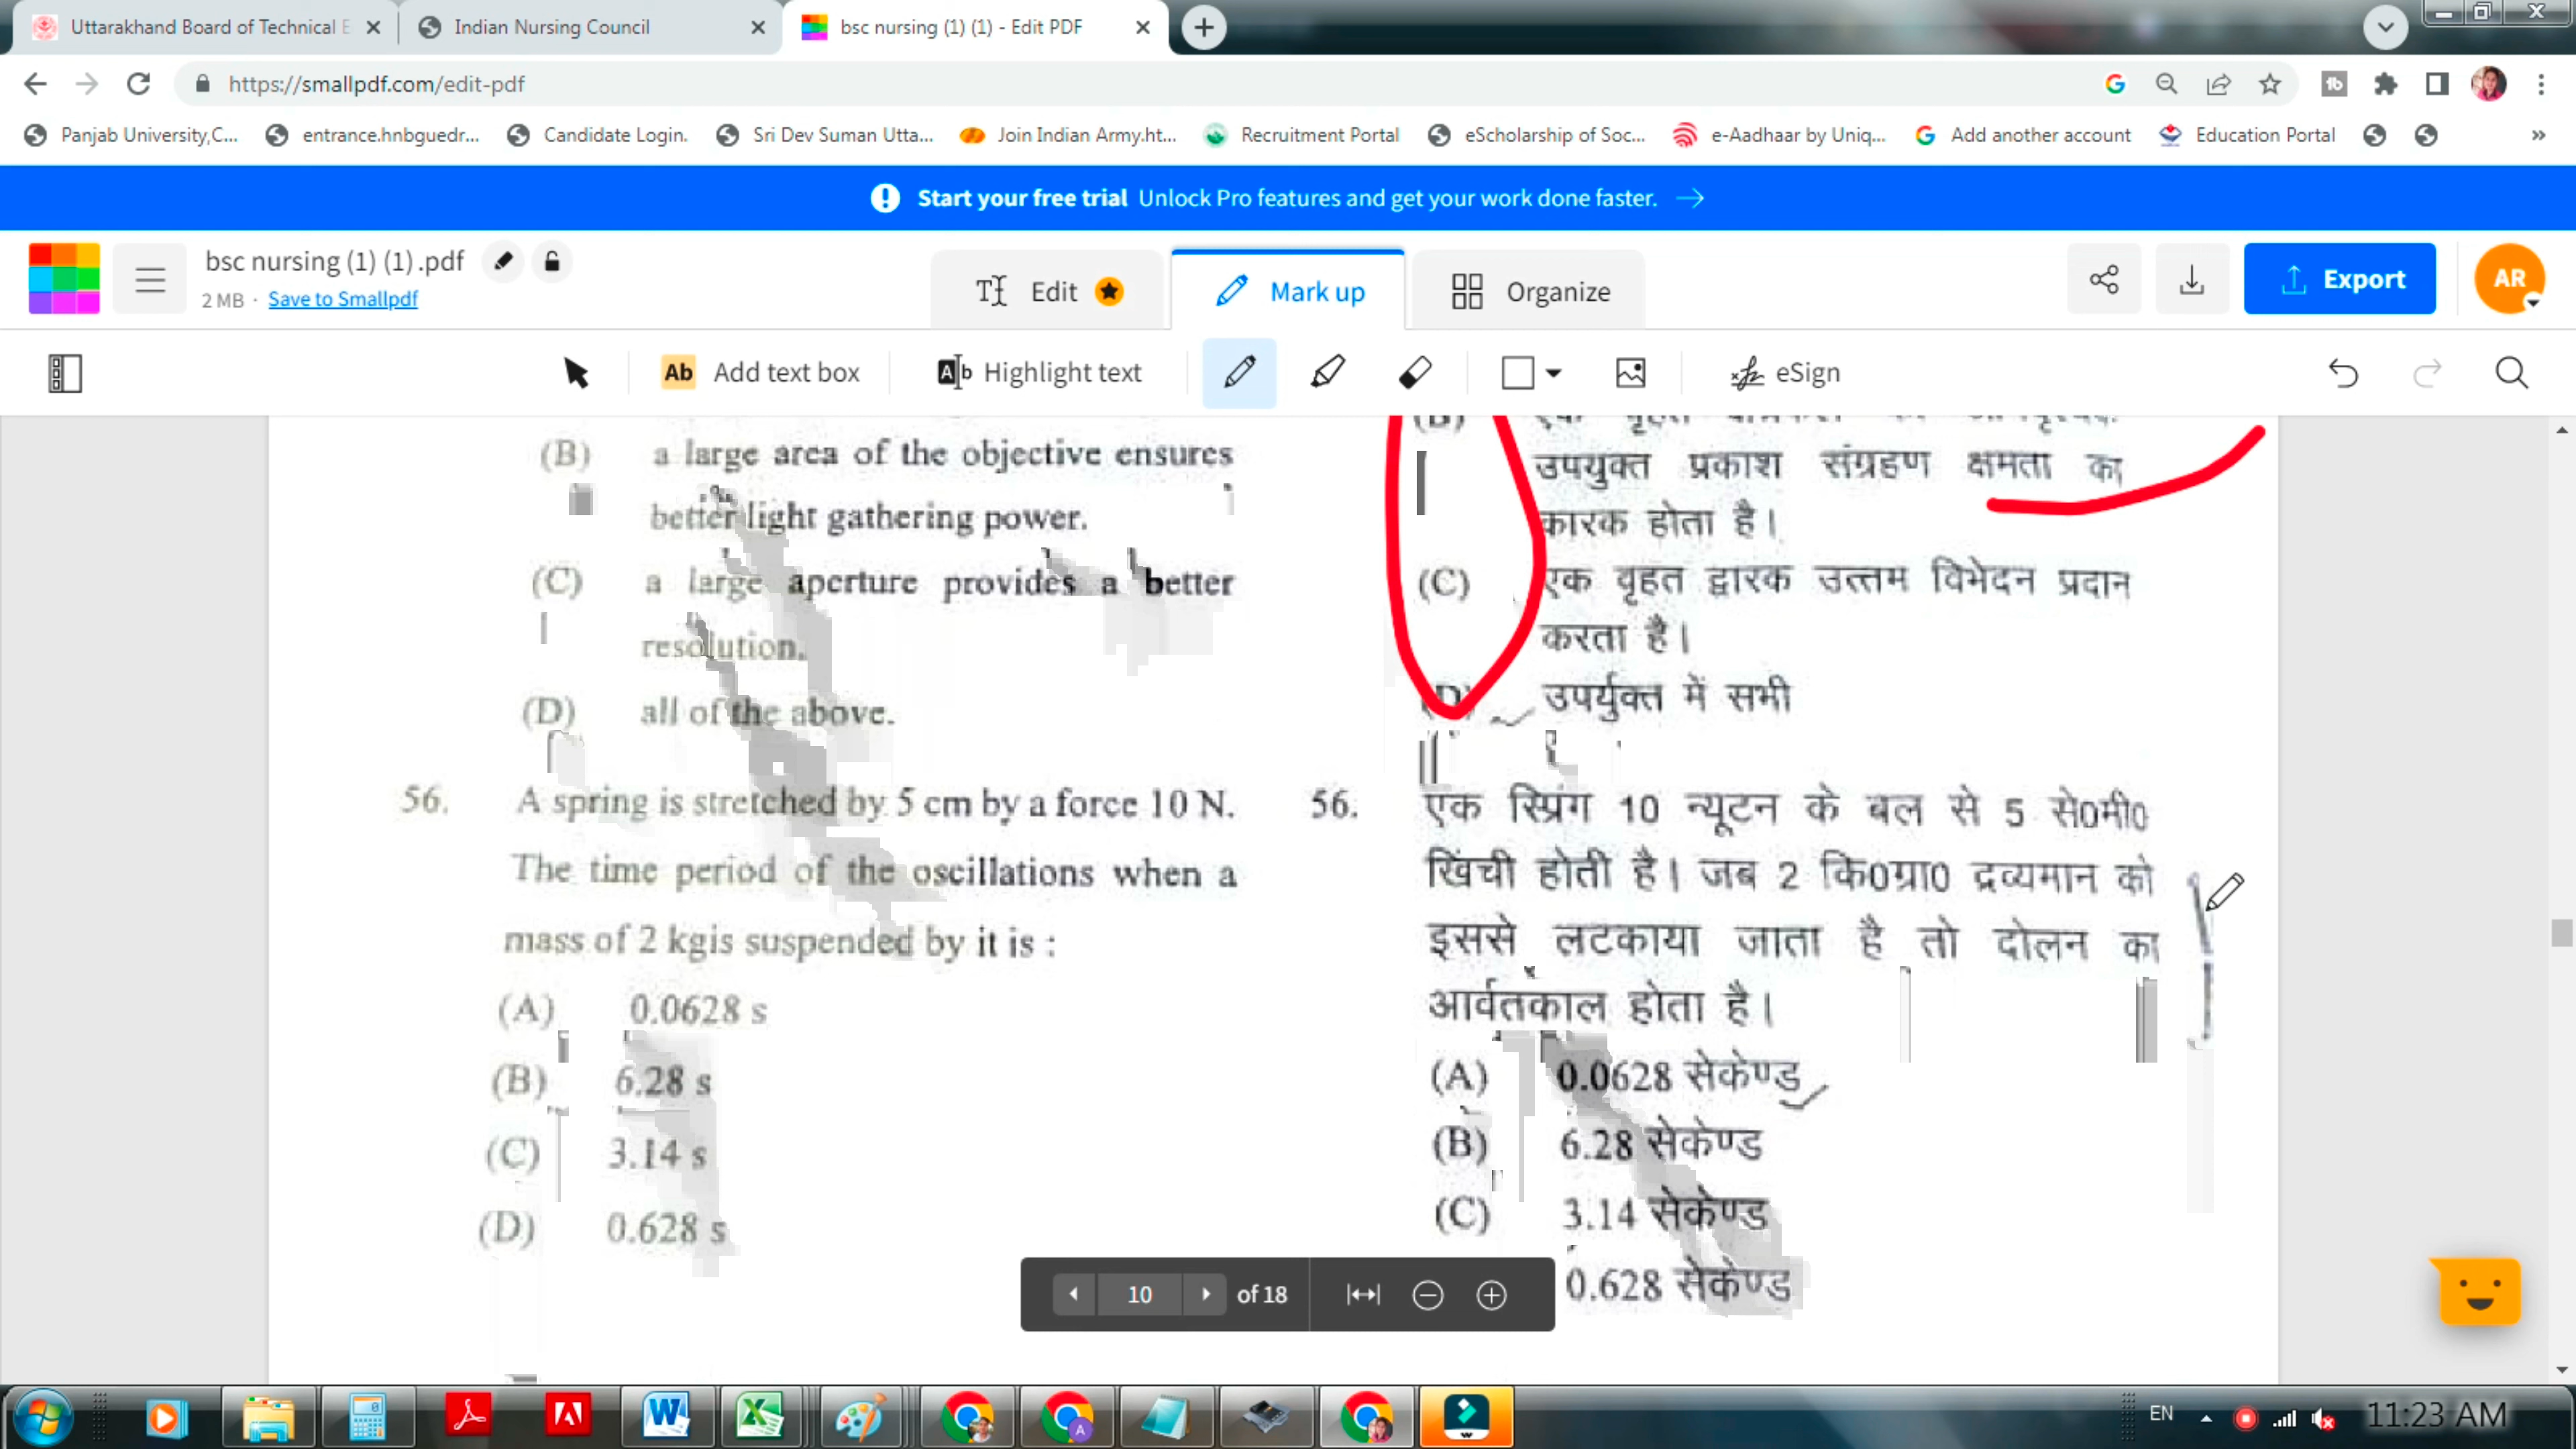 Uttarakhand Board of Technical E
Indian Nursing Council
bsc nursing (1) (1) - Edit PDF
https://smallpdf.com/edit-pdf
Panjab University,C...
entrance.hnbguedr...
Candidate Login.
Sri Dev Suman Utta...
Join Indian Army.ht...
Recruitment Portal
eScholarship of Soc...
e-Aadhaar by Uniq...
Add another account
Education Portal
Start your free trial Unlock Pro features and get your work done faster.
bsc nursing (1) (1) .pdf
2 MB · Save to Smallpdf
Edit
Mark up
Organize
Export
AR
Ab Add text box
Highlight text
eSign
(B) a large area of the objective ensures
better light gathering power.
(C) a large aperture provides a better
resolution.
(D) all of the above.
56. A spring is stretched by 5 cm by a force 10 N.
The time period of the oscillations when a
mass of 2 kgis suspended by it is :
(A) 0.0628 s
(B) 6.28 s
(C) 3.14 s
(D) 0.628 s
(B)
उपयुक्त प्रकाश संग्रहण क्षमता का
कारक होता है।
(C) एक वृहत द्वारक उत्तम विभेदन प्रदान
करता है।
(D) उपर्युक्त में सभी
56. एक स्प्रिंग 10 न्यूटन के बल से 5 से0मी0
खिंची होती है। जब 2 कि0ग्रा0 द्रव्यमान को
इससे लटकाया जाता है तो दोलन का
आर्वतकाल होता है।
(A) 0.0628 सेकेण्ड
(B) 6.28 सेकेण्ड
(C) 3.14 सेकेण्ड
0.628 सेकेण्ड
10 of 18
EN
11:23 AM